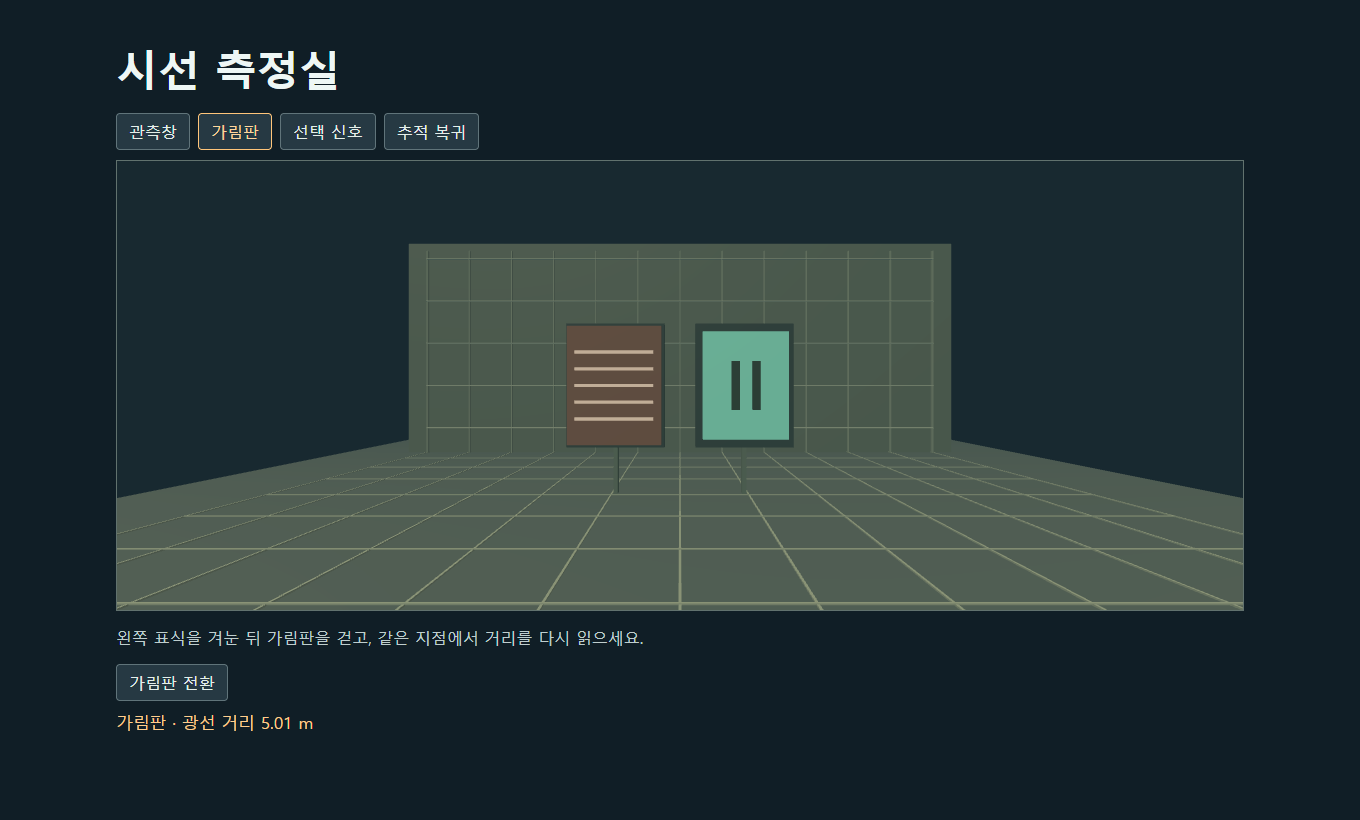 시선 측정실
관측창 가림판 선택 신호 추적 복귀
왼쪽 표식을 겨눈 뒤 가림판을 걷고, 같은 지점에서 거리를 다시 읽으세요.
가림판 전환
가림판 · 광선 거리 5.01 m